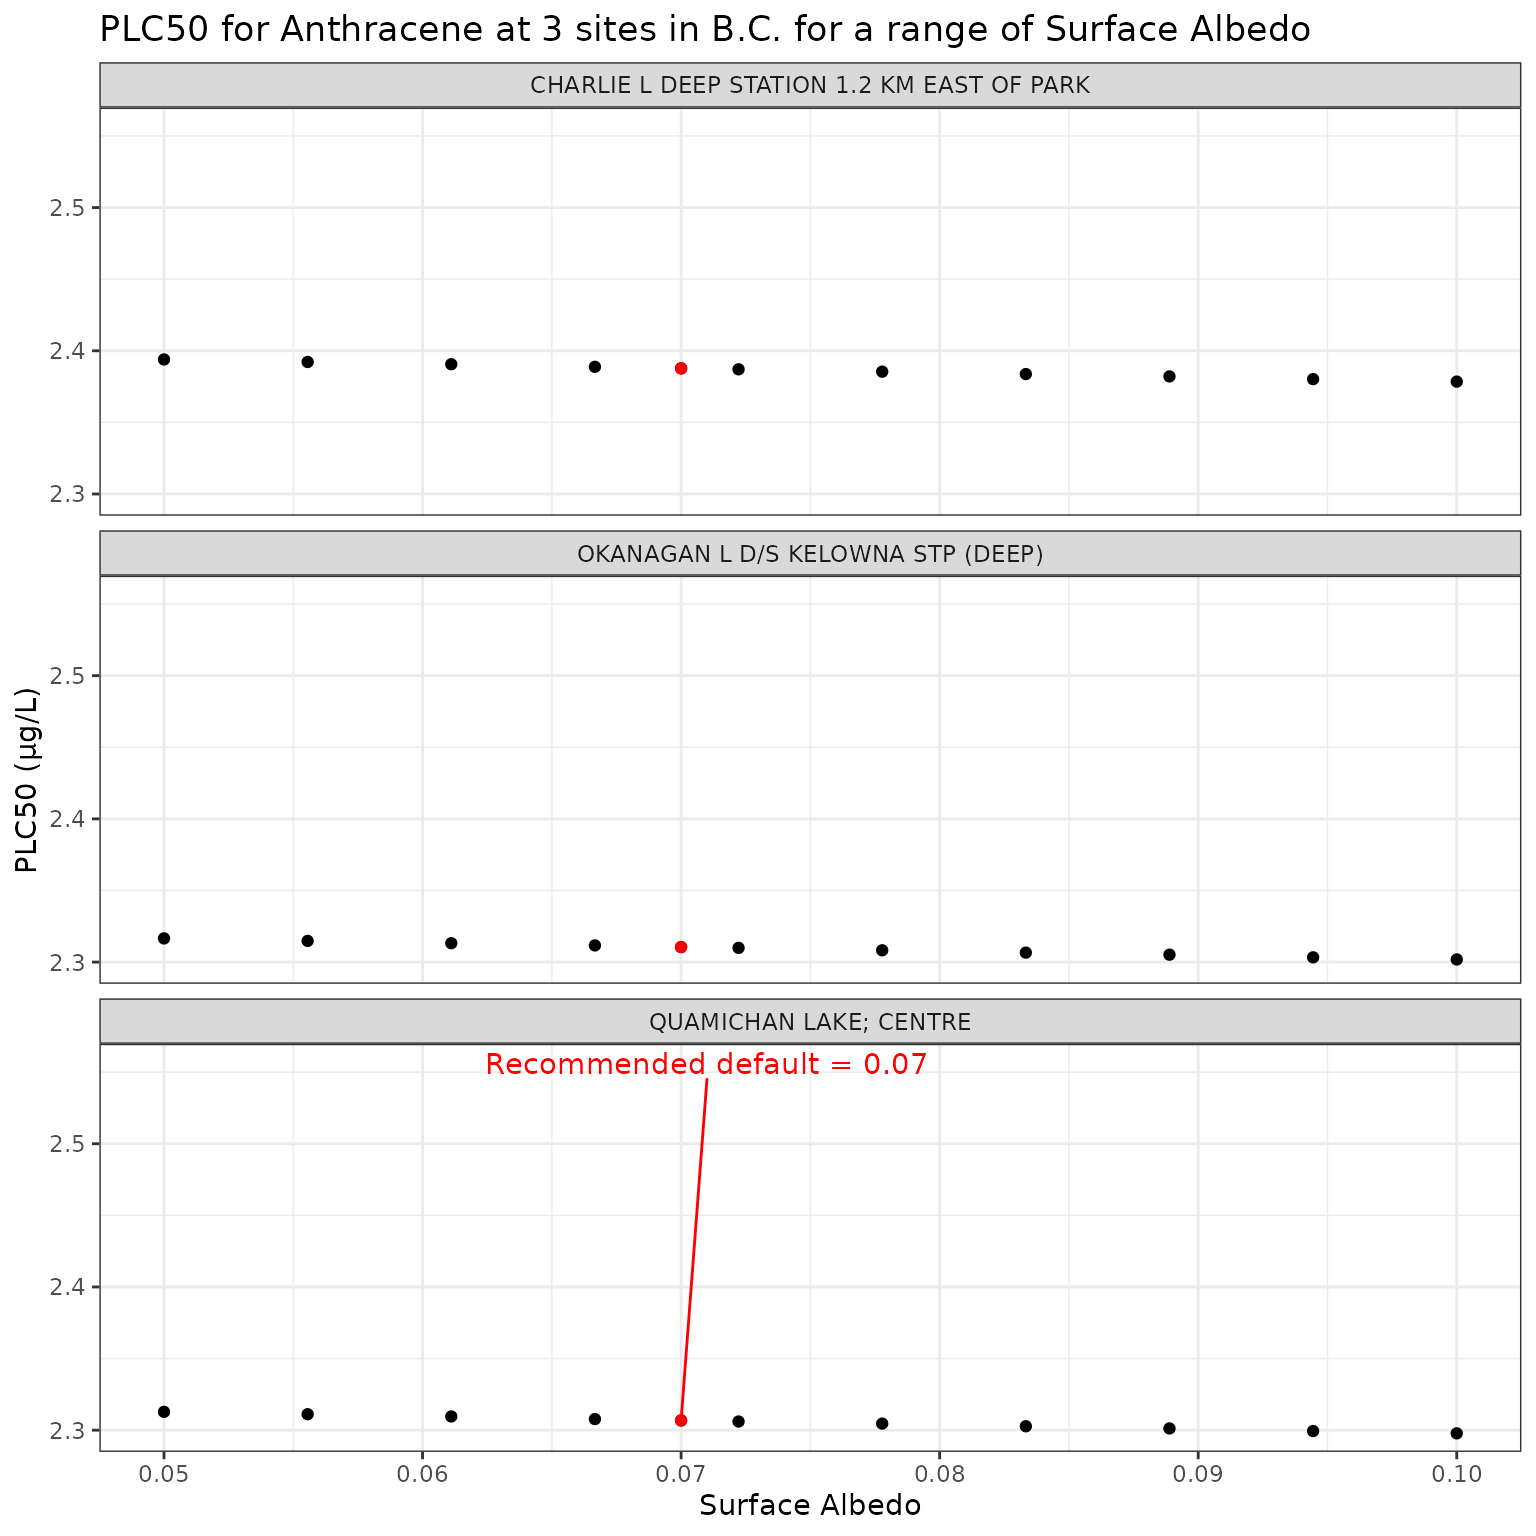 PLC50 for Anthracene at 3 sites in B.C. for a range of Surface Albedo
CHARLIE L DEEP STATION 1.2 KM EAST OF PARK
2.5
2.4
2.3
OKANAGAN L D/S KELOWNA STP (DEEP)
2.5
2.4
2.3
PLC50 (µg/L)
QUAMICHAN LAKE; CENTRE
Recommended default = 0.07
2.5
2.4
2.3
0.05 0.06 0.07 0.08 0.09 0.10
Surface Albedo